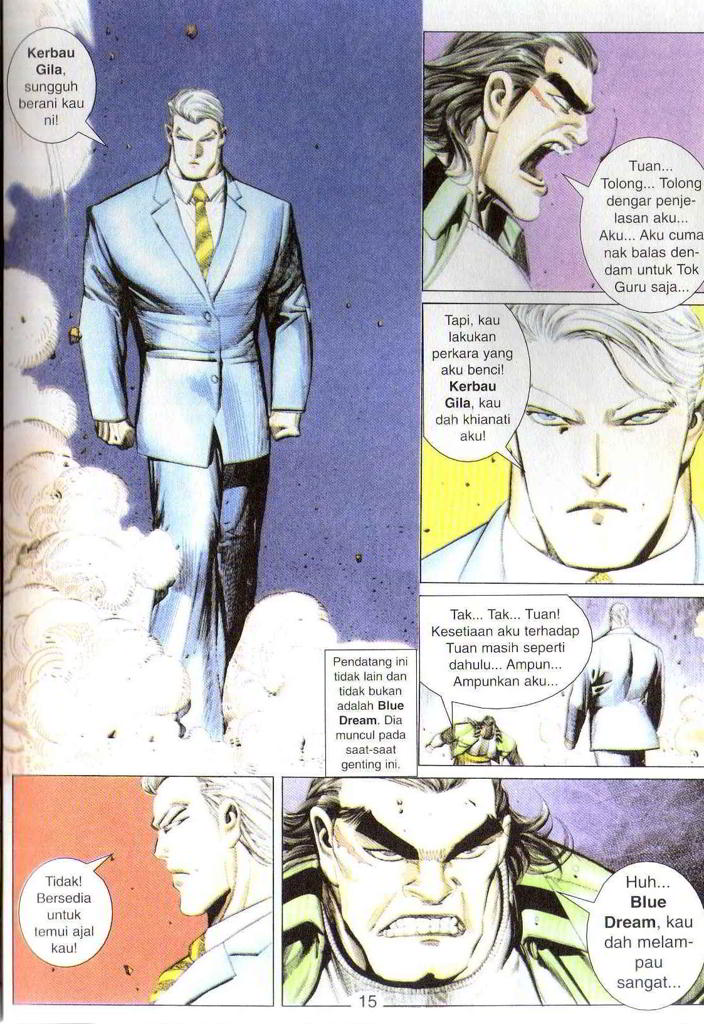 Kerbau
Gila,
sungguh
berani kau
ni!
Tuan...
Tolong... Tolong
dengar penje-
lasan aku...
Aku... Aku cuma
nak balas den-
dam untuk Tok
Guru saja...
Tapi, kau
lakukan
perkara yang
aku benci!
Kerbau
Gila, kau
dah khianati
aku!
Pendatang ini
tidak lain dan
tidak bukan
adalah Blue
Dream. Dia
muncul pada
saat-saat
genting ini.
Tak... Tak... Tuan!
Kesetiaan aku terhadap
Tuan masih seperti
dahulu... Ampun...
Ampunkan aku...
Tidak!
Bersedia
untuk
temui ajal
kau!
Huh...
Blue
Dream, kau
dah melam-
pau
sangat...
15